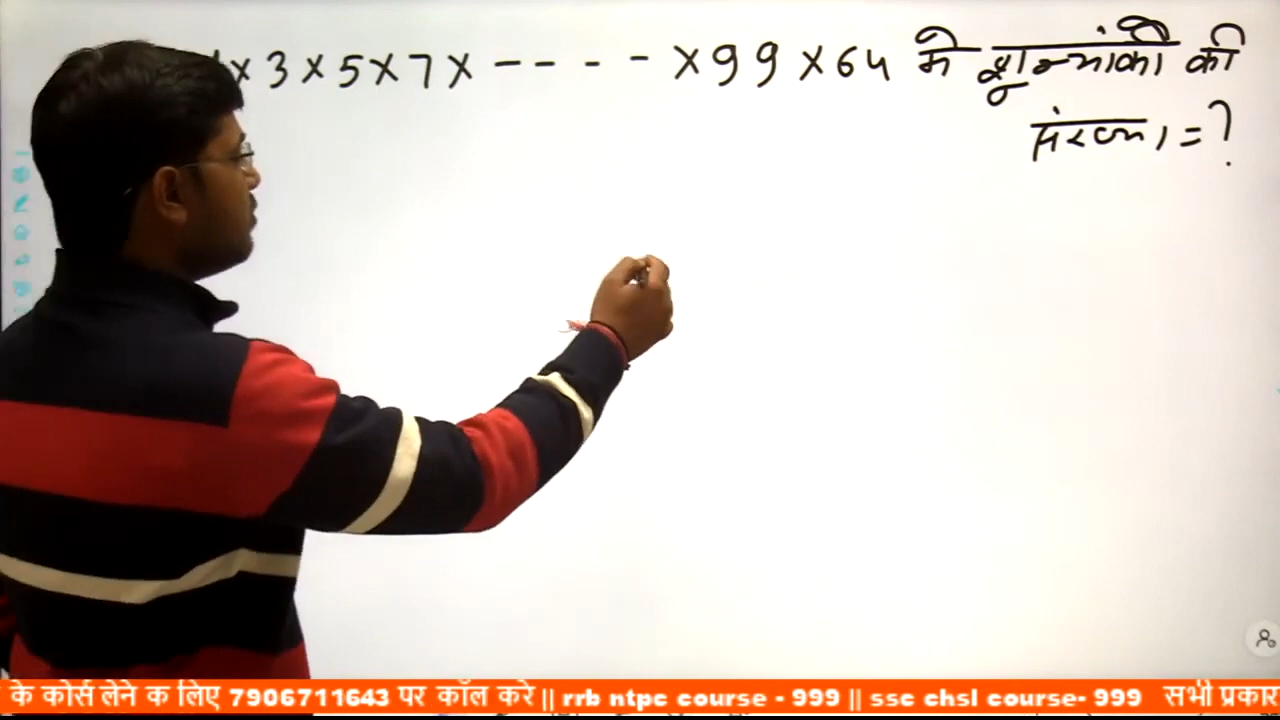 ×3×5×7×----×99×64 में शून्यांको की
संख्या=?
के कोर्स लेने क लिए 7906711643 पर कॉल करे || rrb ntpc course - 999 || ssc chsl course- 999 सभी प्रकार